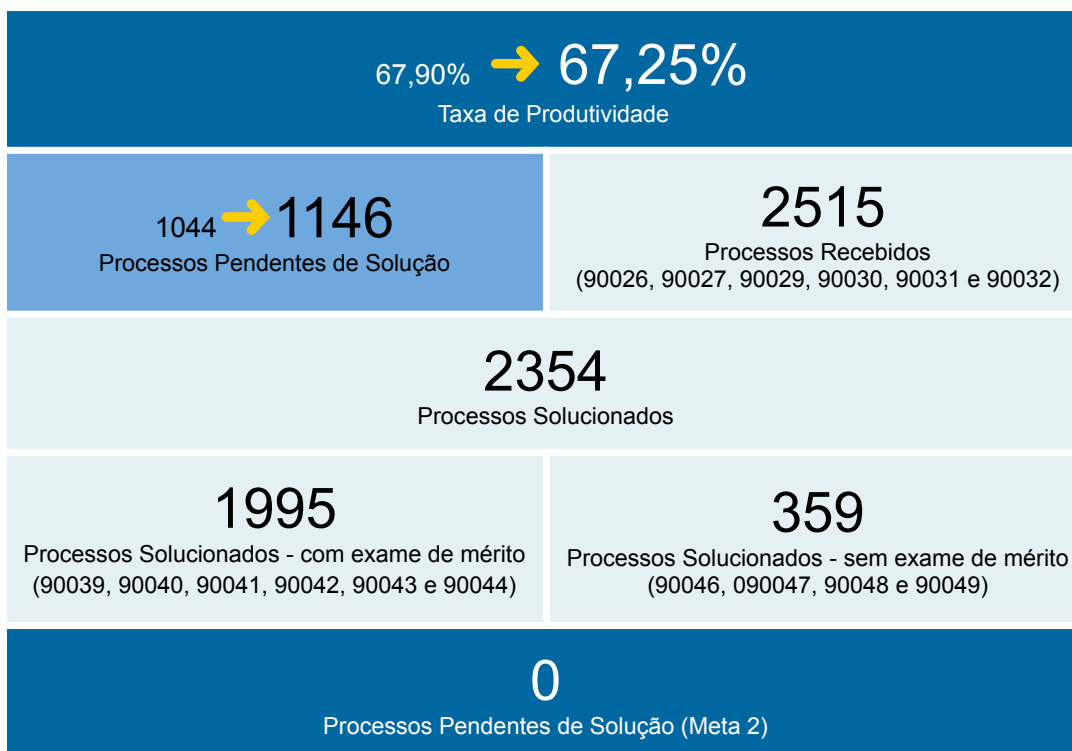 67,90% ➔ 67,25%
Taxa de Produtividade
1044 ➔ 1146
Processos Pendentes de Solução
2515
Processos Recebidos
(90026, 90027, 90029, 90030, 90031 e 90032)
2354
Processos Solucionados
1995
Processos Solucionados - com exame de mérito
(90039, 90040, 90041, 90042, 90043 e 90044)
359
Processos Solucionados - sem exame de mérito
(90046, 090047, 90048 e 90049)
0
Processos Pendentes de Solução (Meta 2)